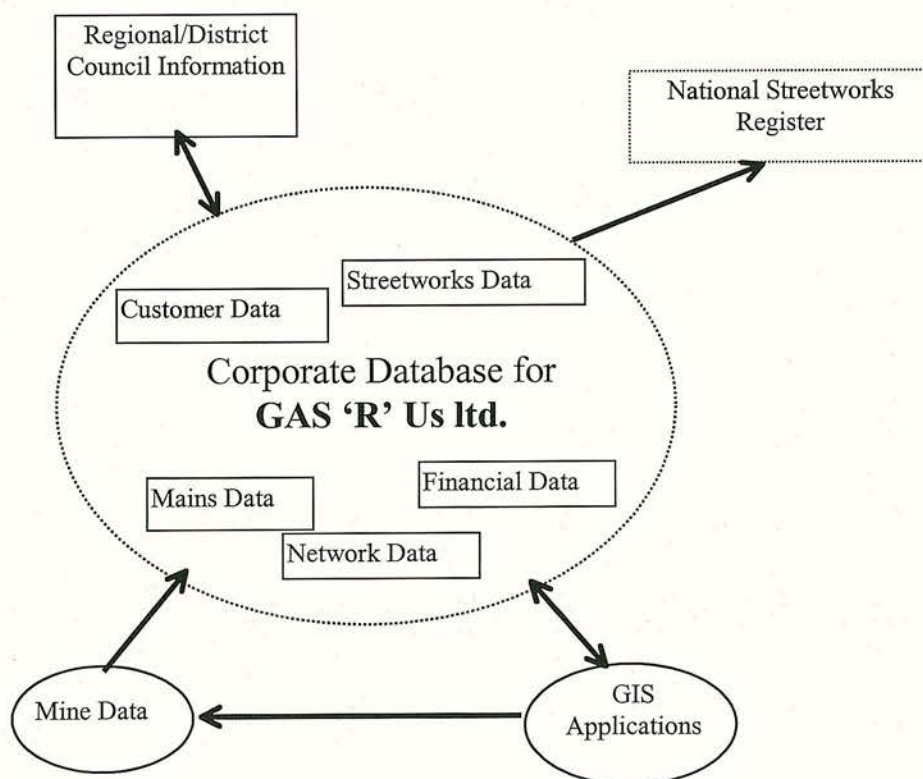 Regional/District
Council Information
National Streetworks
Register
Streetworks Data
Customer Data
Corporate Database for
GAS ‘R’ Us ltd.
Financial Data
Mains Data
Network Data
Mine Data
GIS
Applications